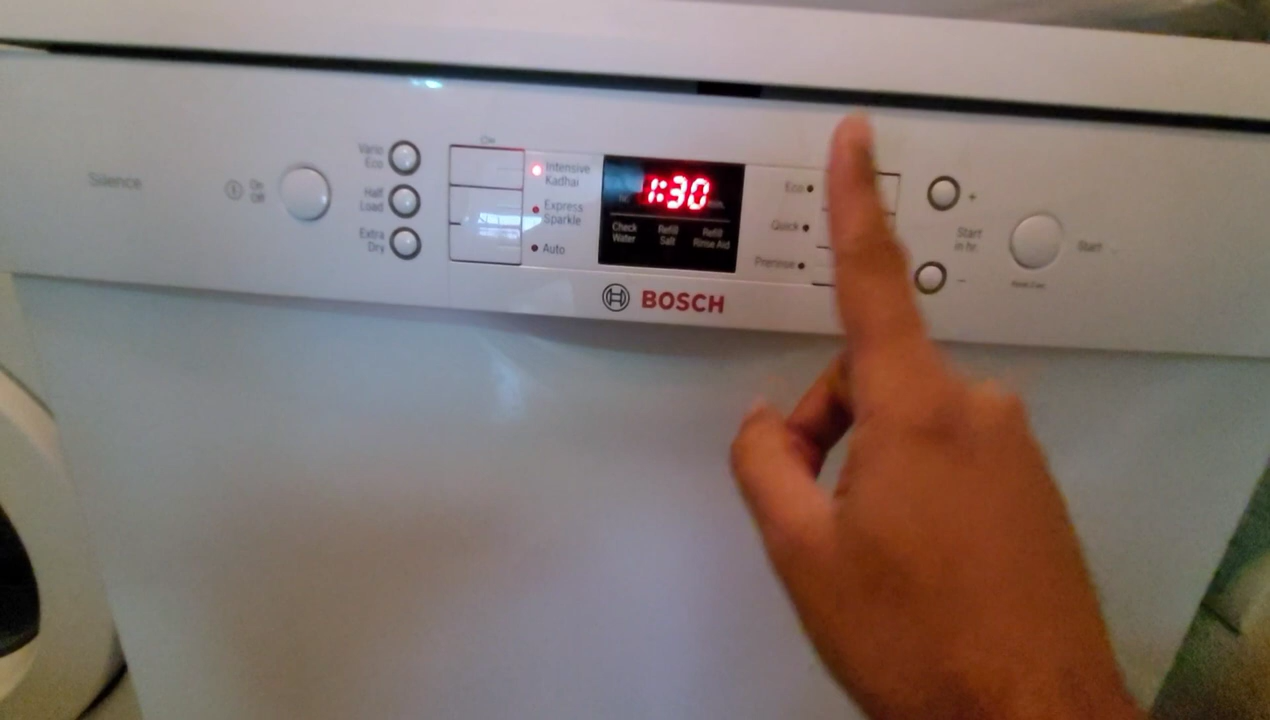 Silence
On
Off
Vario
Eco
Half
Load
Extra
Dry
Intensive
Kadhai
Express
Sparkle
Auto
1:30
Check
Water
Refill
Salt
Refill
Rinse Aid
Eco
Quick
Prerinse
+
Start
in hr.
-
Start
BOSCH